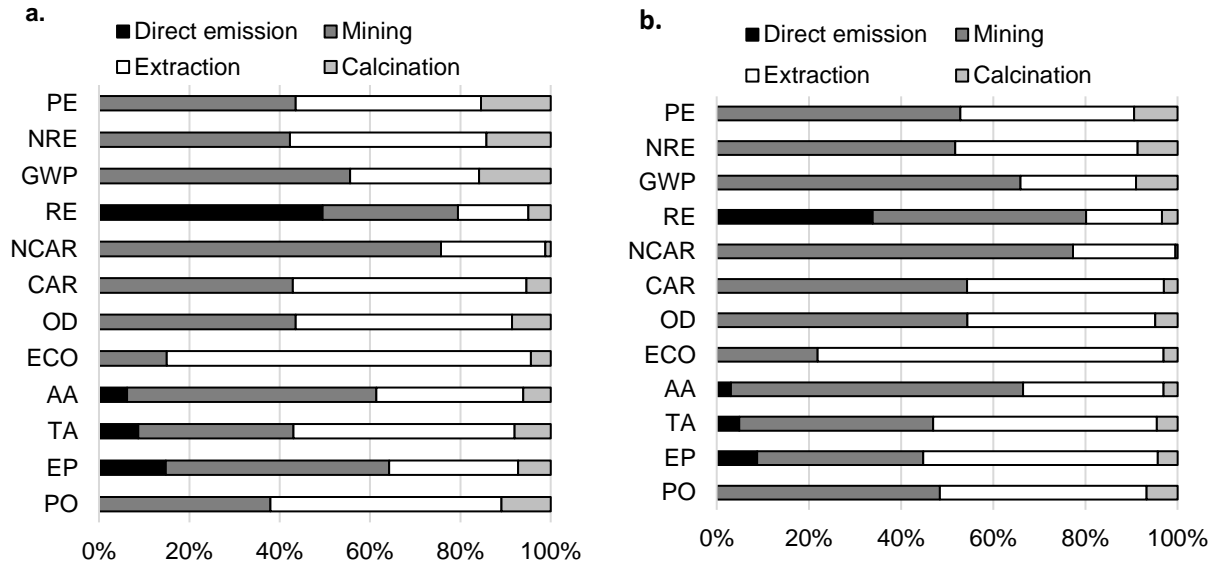 a.
Direct emission Mining
Extraction Calcination
PE
NRE
GWP
RE
NCAR
CAR
OD
ECO
AA
TA
EP
PO
0% 20% 40% 60% 80% 100%
b.
Direct emission Mining
Extraction Calcination
PE
NRE
GWP
RE
NCAR
CAR
OD
ECO
AA
TA
EP
PO
0% 20% 40% 60% 80% 100%